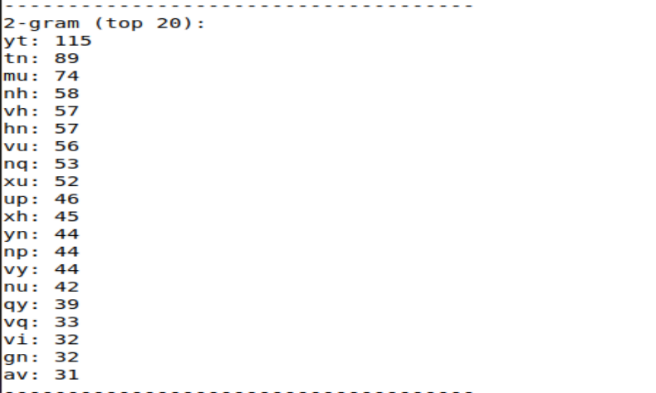 ----------------------------------------
2-gram (top 20):
yt: 115
tn: 89
mu: 74
nh: 58
vh: 57
hn: 57
vu: 56
nq: 53
xu: 52
up: 46
xh: 45
yn: 44
np: 44
vy: 44
nu: 42
qy: 39
vq: 33
vi: 32
gn: 32
av: 31
----------------------------------------